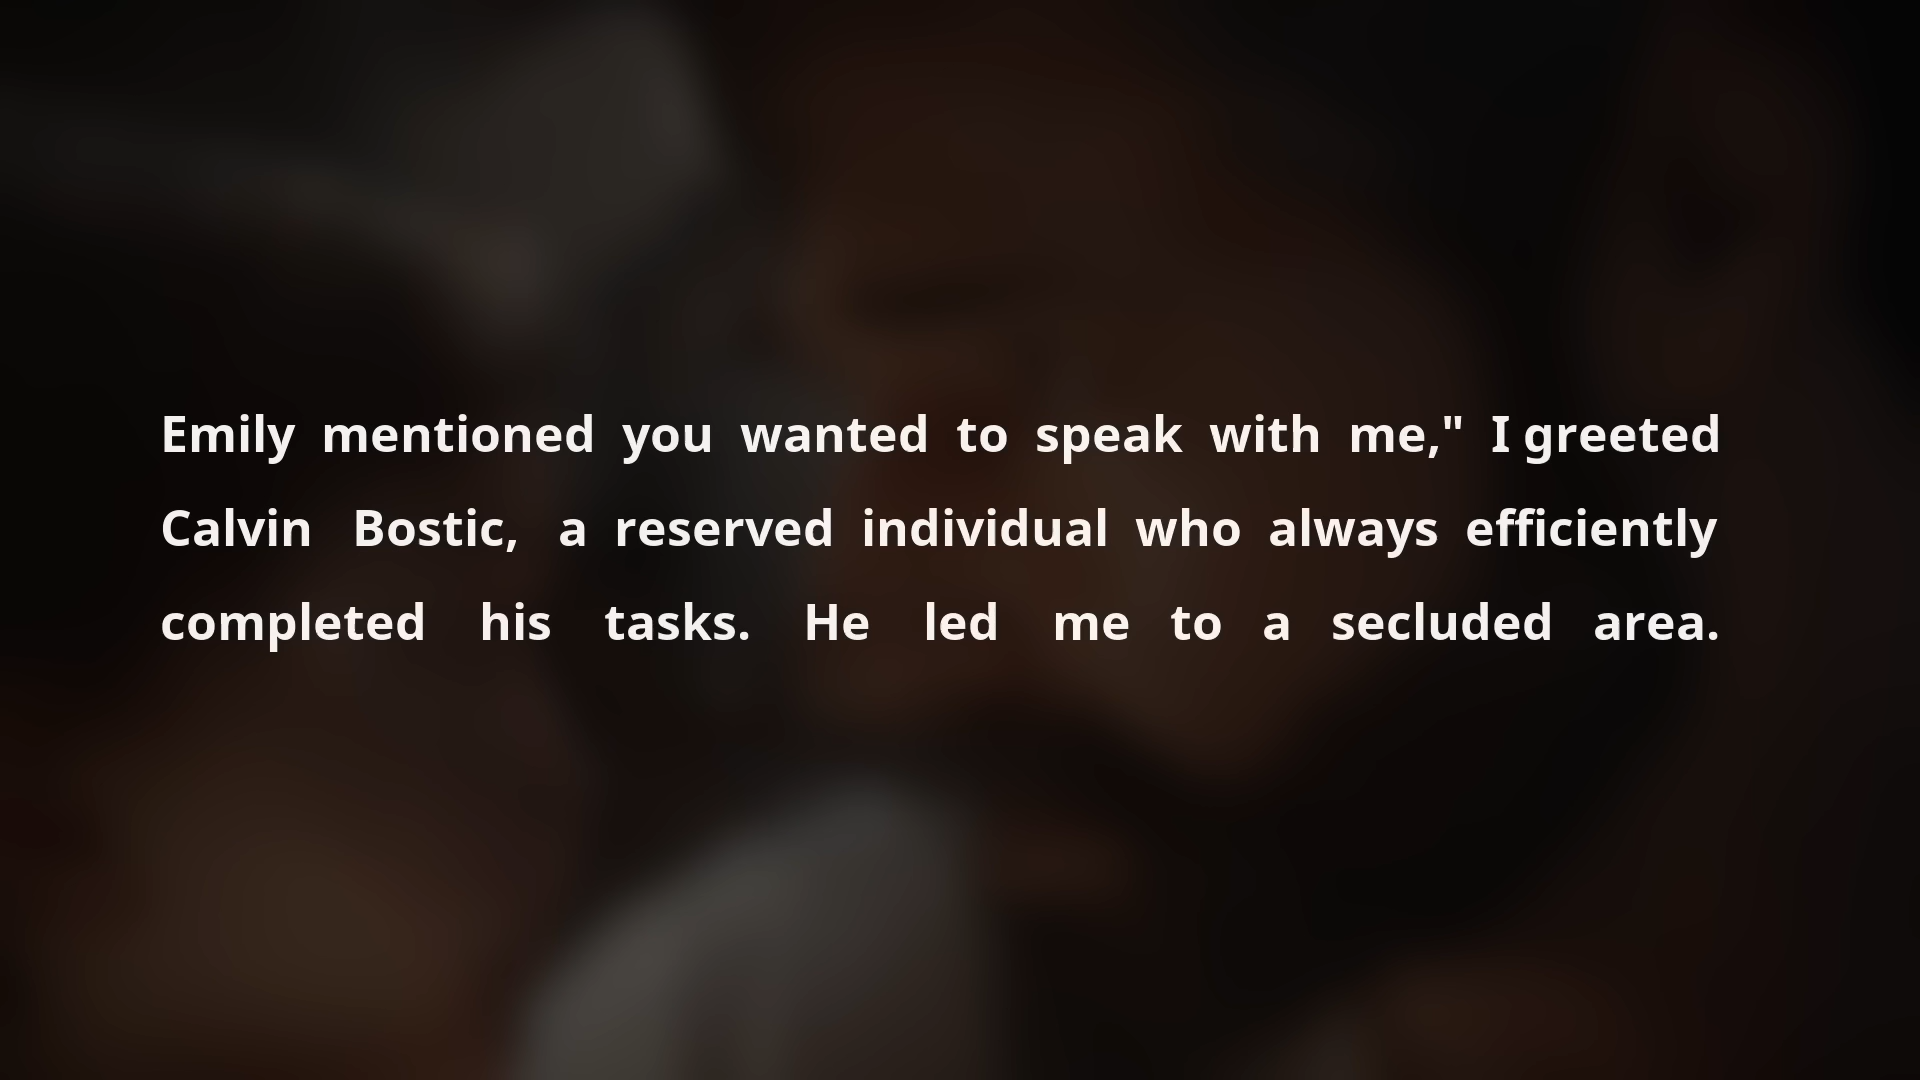 Emily mentioned you wanted to speak with me," I greeted
Calvin Bostic, a reserved individual who always efficiently
completed his tasks. He led me to a secluded area.